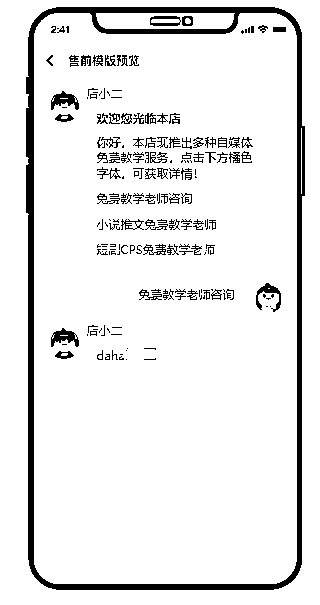 2:41
售前模版预览
店小二
欢迎您光临本店
你好，本店现推出多种自媒体
免费教学服务，点击下方橘色
字体，可获取详情！
免费教学老师咨询
小说推文免费教学老师
短剧CPS免费教学老师
免费教学老师咨询
店小二